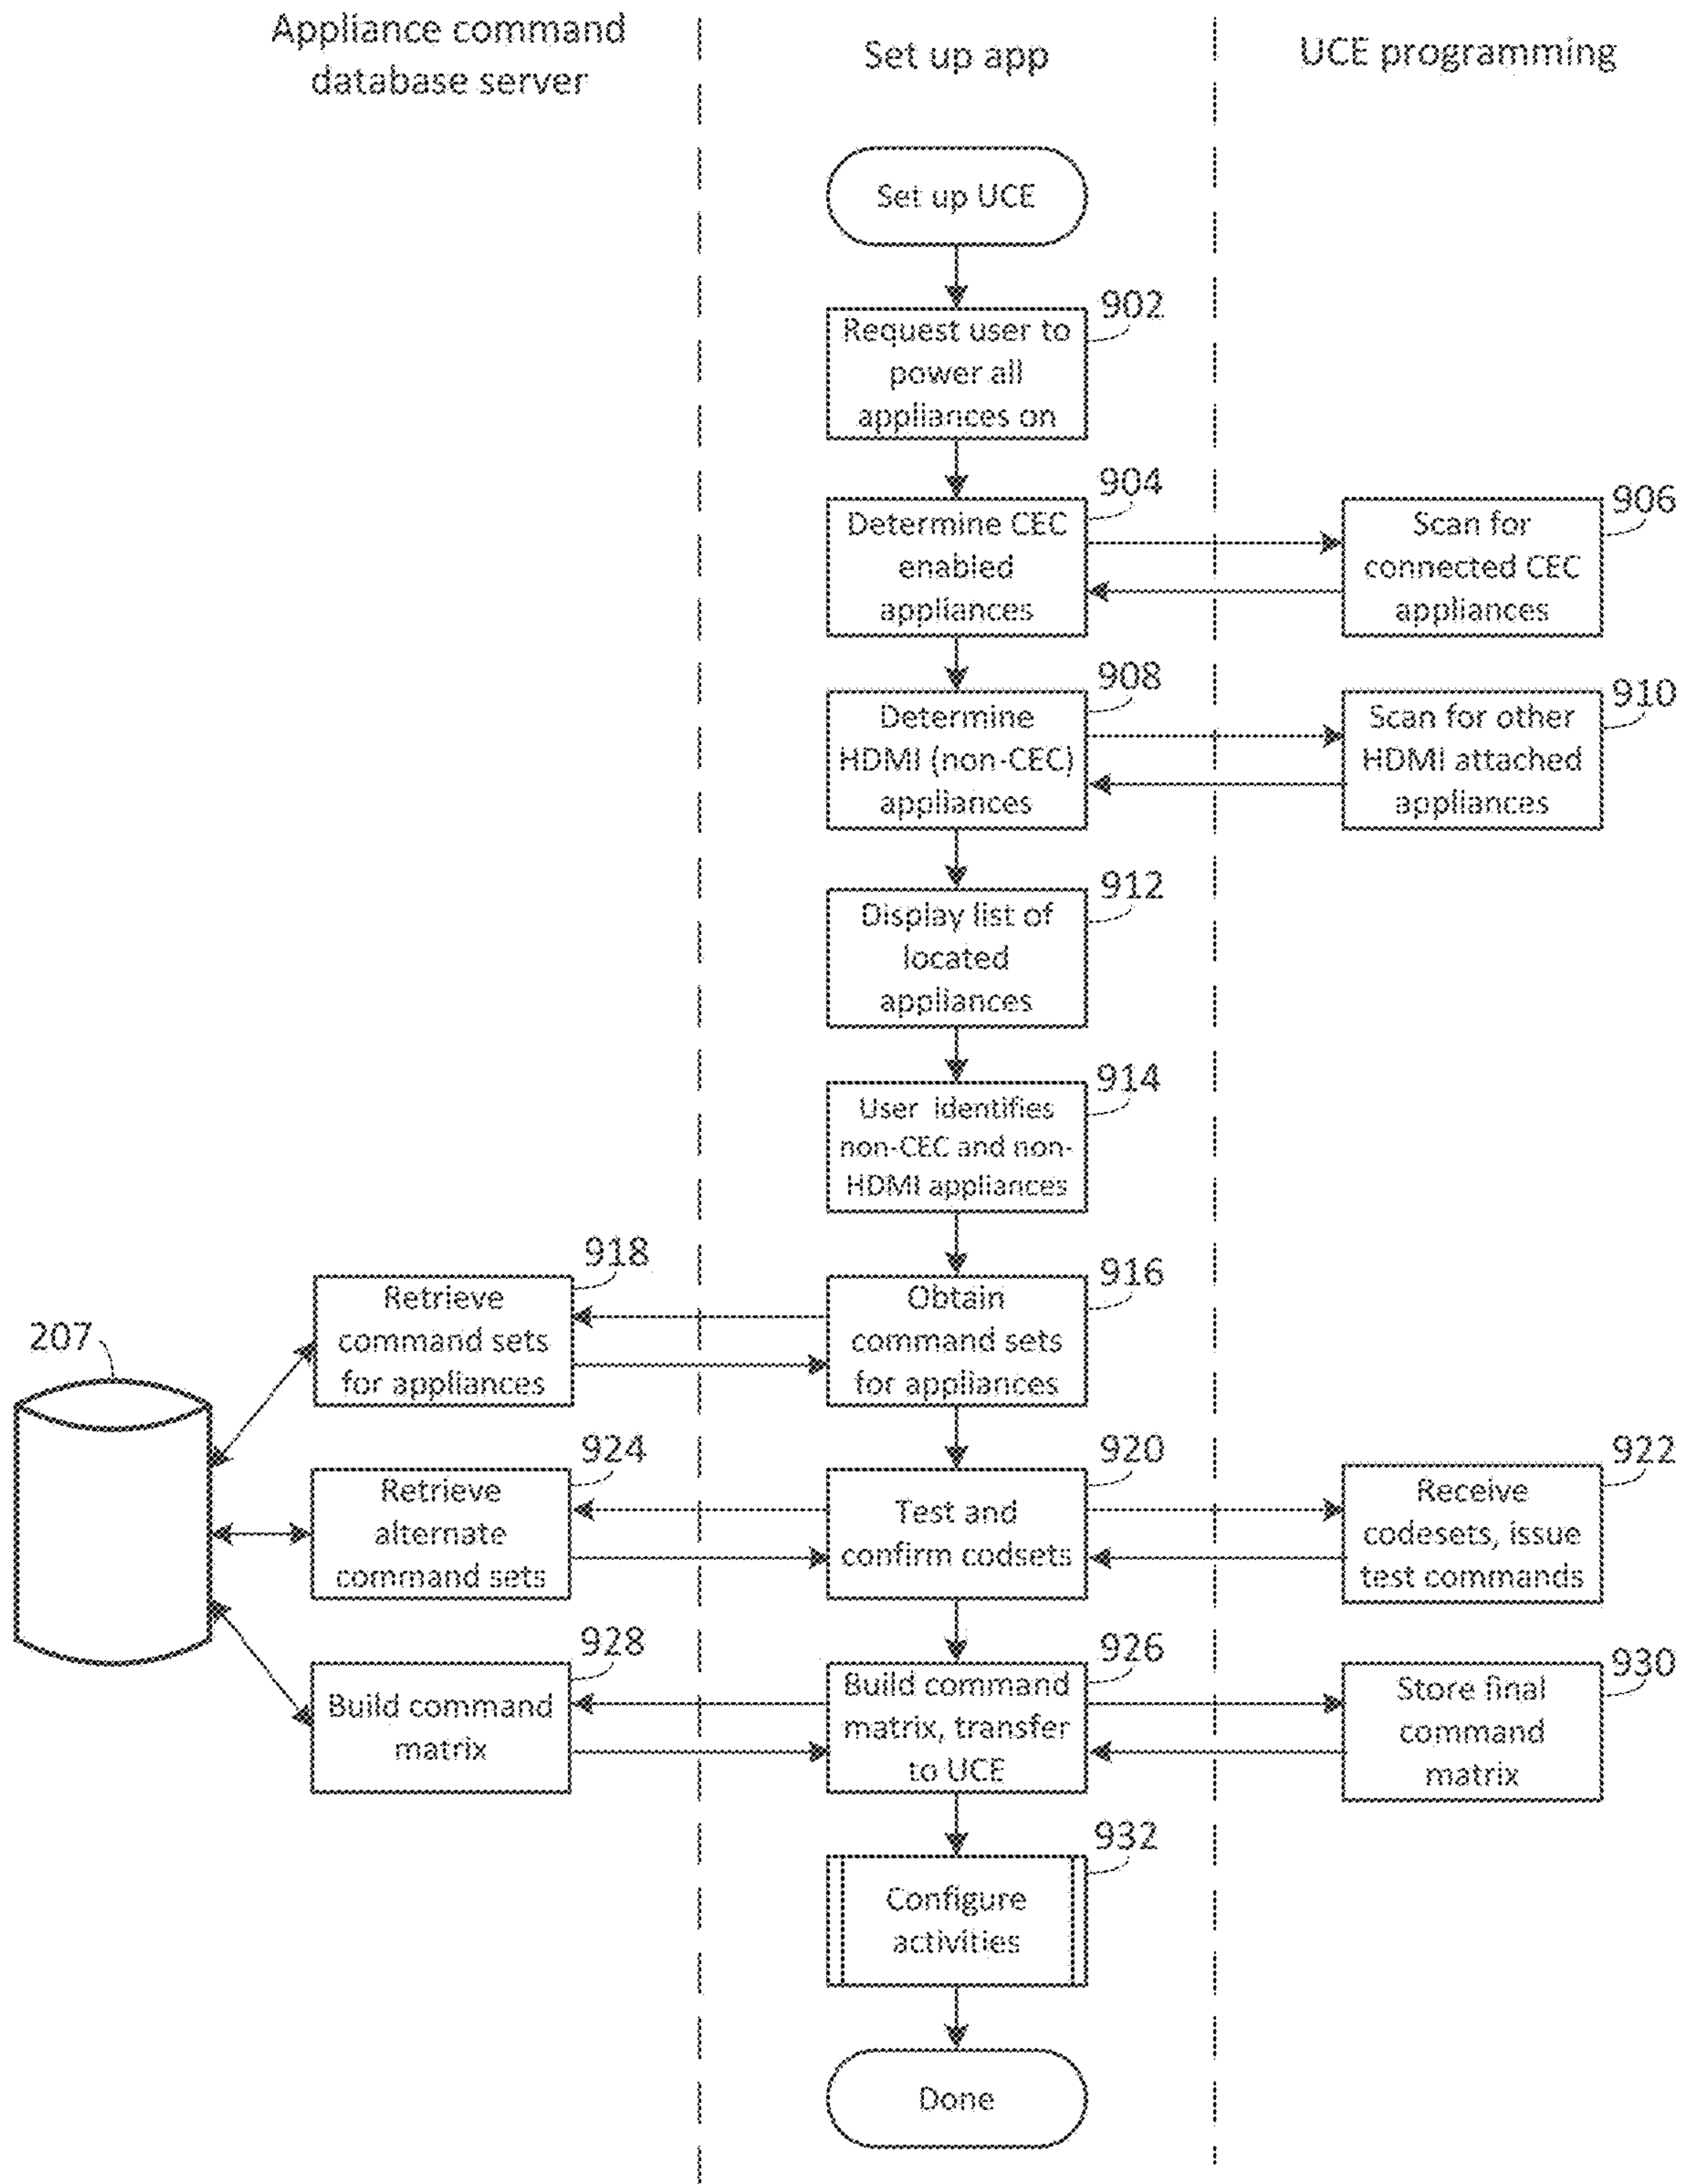 Appliance command
database server
Set up app
UCE programming
Set up UCE
902
Request user to
power all
appliances on
904
Determine CEC
enabled
appliances
906
Scan for
connected CEC
appliances
908
Determine
HDMI (non-CEC)
appliances
910
Scan for other
HDMI attached
appliances
912
Display list of
located
appliances
914
User identifies
non-CEC and non-
HDMI appliances
918
Retrieve
command sets
for appliances
916
Obtain
command sets
for appliances
207
924
Retrieve
alternate
command sets
920
Test and
confirm codsets
922
Receive
codesets, issue
test commands
928
Build command
matrix
926
Build command
matrix, transfer
to UCE
930
Store final
command
matrix
932
Configure
activities
Done